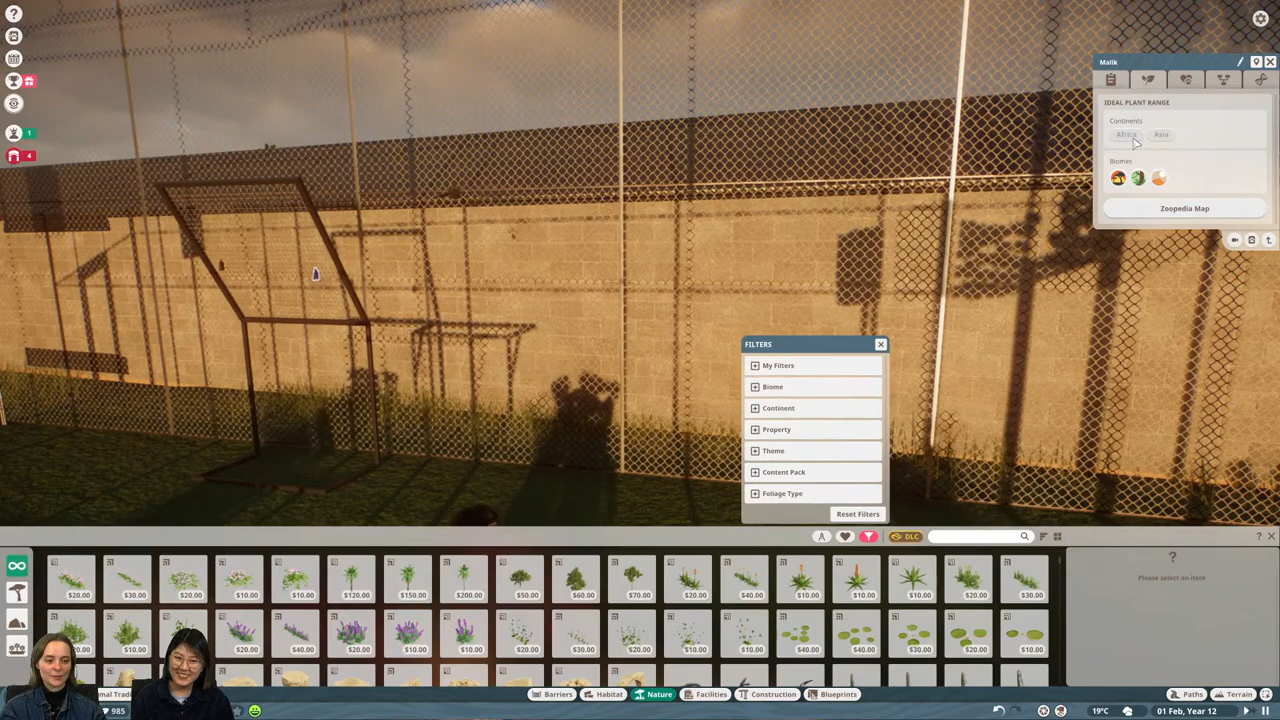 Malik
IDEAL PLANT RANGE
Continents
Africa Asia
Biomes
Zoopedia Map
1
4
FILTERS
My Filters
Biome
Continent
Property
Theme
Content Pack
Foliage Type
Reset Filters
DLC
?
Please select an item
$20.00 $30.00 $20.00 $10.00 $10.00 $120.00 $150.00 $200.00 $50.00 $60.00 $70.00 $20.00 $40.00 $10.00 $10.00 $10.00 $20.00 $30.00
$20.00 $10.00 $20.00 $40.00 $20.00 $10.00 $10.00 $20.00 $30.00 $20.00 $10.00 $10.00 $40.00 $40.00 $10.00 $20.00 $10.00
985
Barriers Habitat Nature Facilities Construction Blueprints Paths Terrain
19°C 01 Feb, Year 12